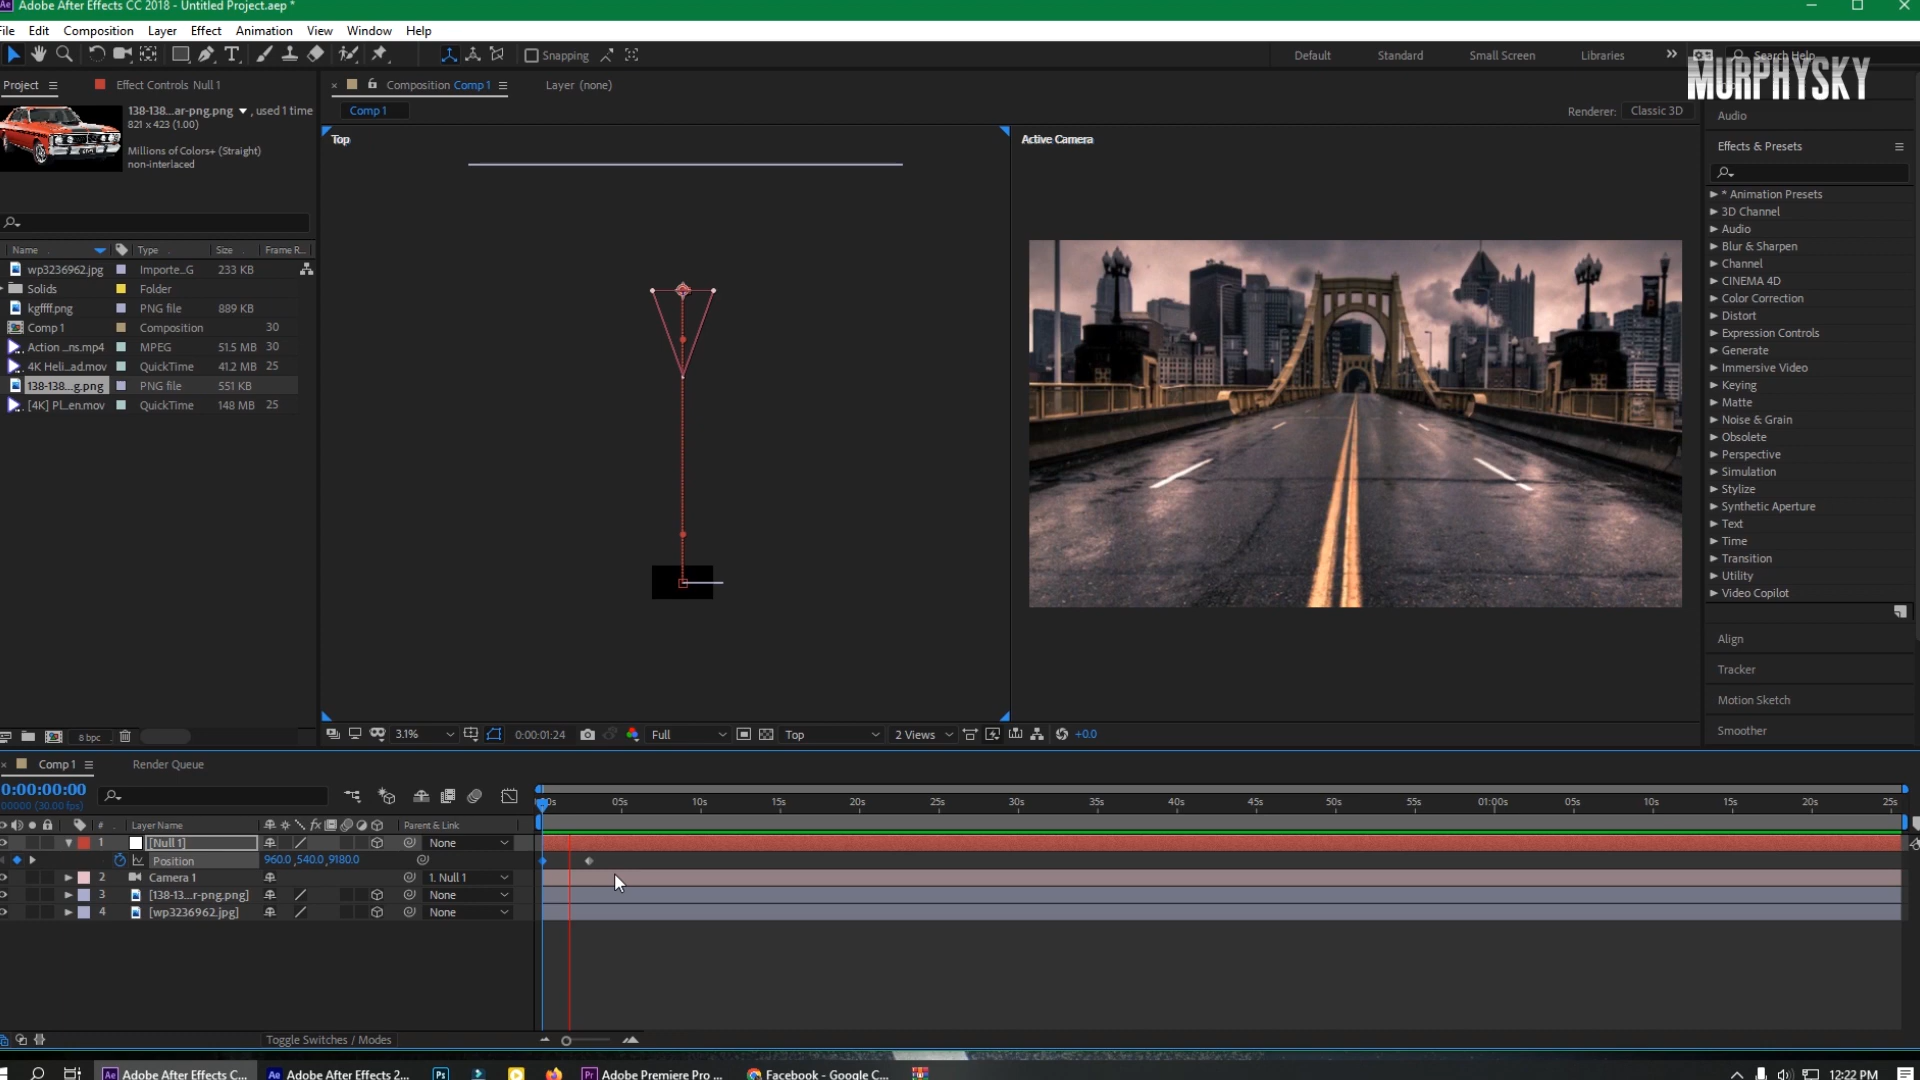 Adobe After Effects CC 2018 - Untitled Project.aep *
File Edit Composition Layer Effect Animation View Window Help
Snapping Default Standard Small Screen Libraries Search Help
MURPHYSKY
Project Effect Controls Null 1
138-138...ar-png.png , used 1 time
821 x 423 (1.00)
Millions of Colors+ (Straight)
non-interlaced
Name Type Size Frame R...
wp3236962.jpg Importe...G 233 KB
Solids Folder
kgffff.png PNG file 889 KB
Comp 1 Composition 30
Action ...ns.mp4 MPEG 51.5 MB 30
4K Heli...ad.mov QuickTime 41.2 MB 25
138-138...g.png PNG file 551 KB
[4K] Pl...en.mov QuickTime 148 MB 25
8 bpc
Composition Comp 1 Layer (none)
Comp 1 Renderer: Classic 3D
Top
Active Camera
3.1% 0:00:01:24 Full Top 2 Views +0.0
Audio
Effects & Presets
* Animation Presets
3D Channel
Audio
Blur & Sharpen
Channel
CINEMA 4D
Color Correction
Distort
Expression Controls
Generate
Immersive Video
Keying
Matte
Noise & Grain
Obsolete
Perspective
Simulation
Stylize
Synthetic Aperture
Text
Time
Transition
Utility
Video Copilot
Align
Tracker
Motion Sketch
Smoother
Comp 1 Render Queue
0:00:00:00
00000 (30.00 fps)
05s 10s 15s 20s 25s 30s 35s 40s 45s 50s 55s 01:00s 05s 10s 15s 20s 25s
# Layer Name fx Parent & Link
1 [Null 1] None
Position 960.0 ,540.0 ,9180.0
2 Camera 1 1. Null 1
3 [138-13...r-png.png] None
4 [wp3236962.jpg] None
Toggle Switches / Modes
Ae Adobe After Effects C... Ae Adobe After Effects 2... Ps Pr Adobe Premiere Pro ... Facebook - Google C... 12:22 PM